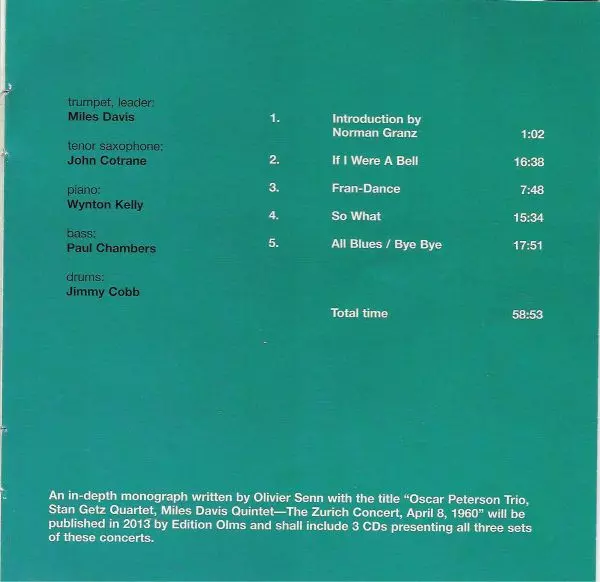 trumpet, leader:
Miles Davis
tenor saxophone:
John Cotrane
piano:
Wynton Kelly
bass:
Paul Chambers
drums:
Jimmy Cobb
1. Introduction by
Norman Granz 1:02
2. If I Were A Bell 16:38
3. Fran-Dance 7:48
4. So What 15:34
5. All Blues / Bye Bye 17:51
Total time 58:53
An in-depth monograph written by Olivier Senn with the title “Oscar Peterson Trio,
Stan Getz Quartet, Miles Davis Quintet—The Zurich Concert, April 8, 1960” will be
published in 2013 by Edition Olms and shall include 3 CDs presenting all three sets
of these concerts.